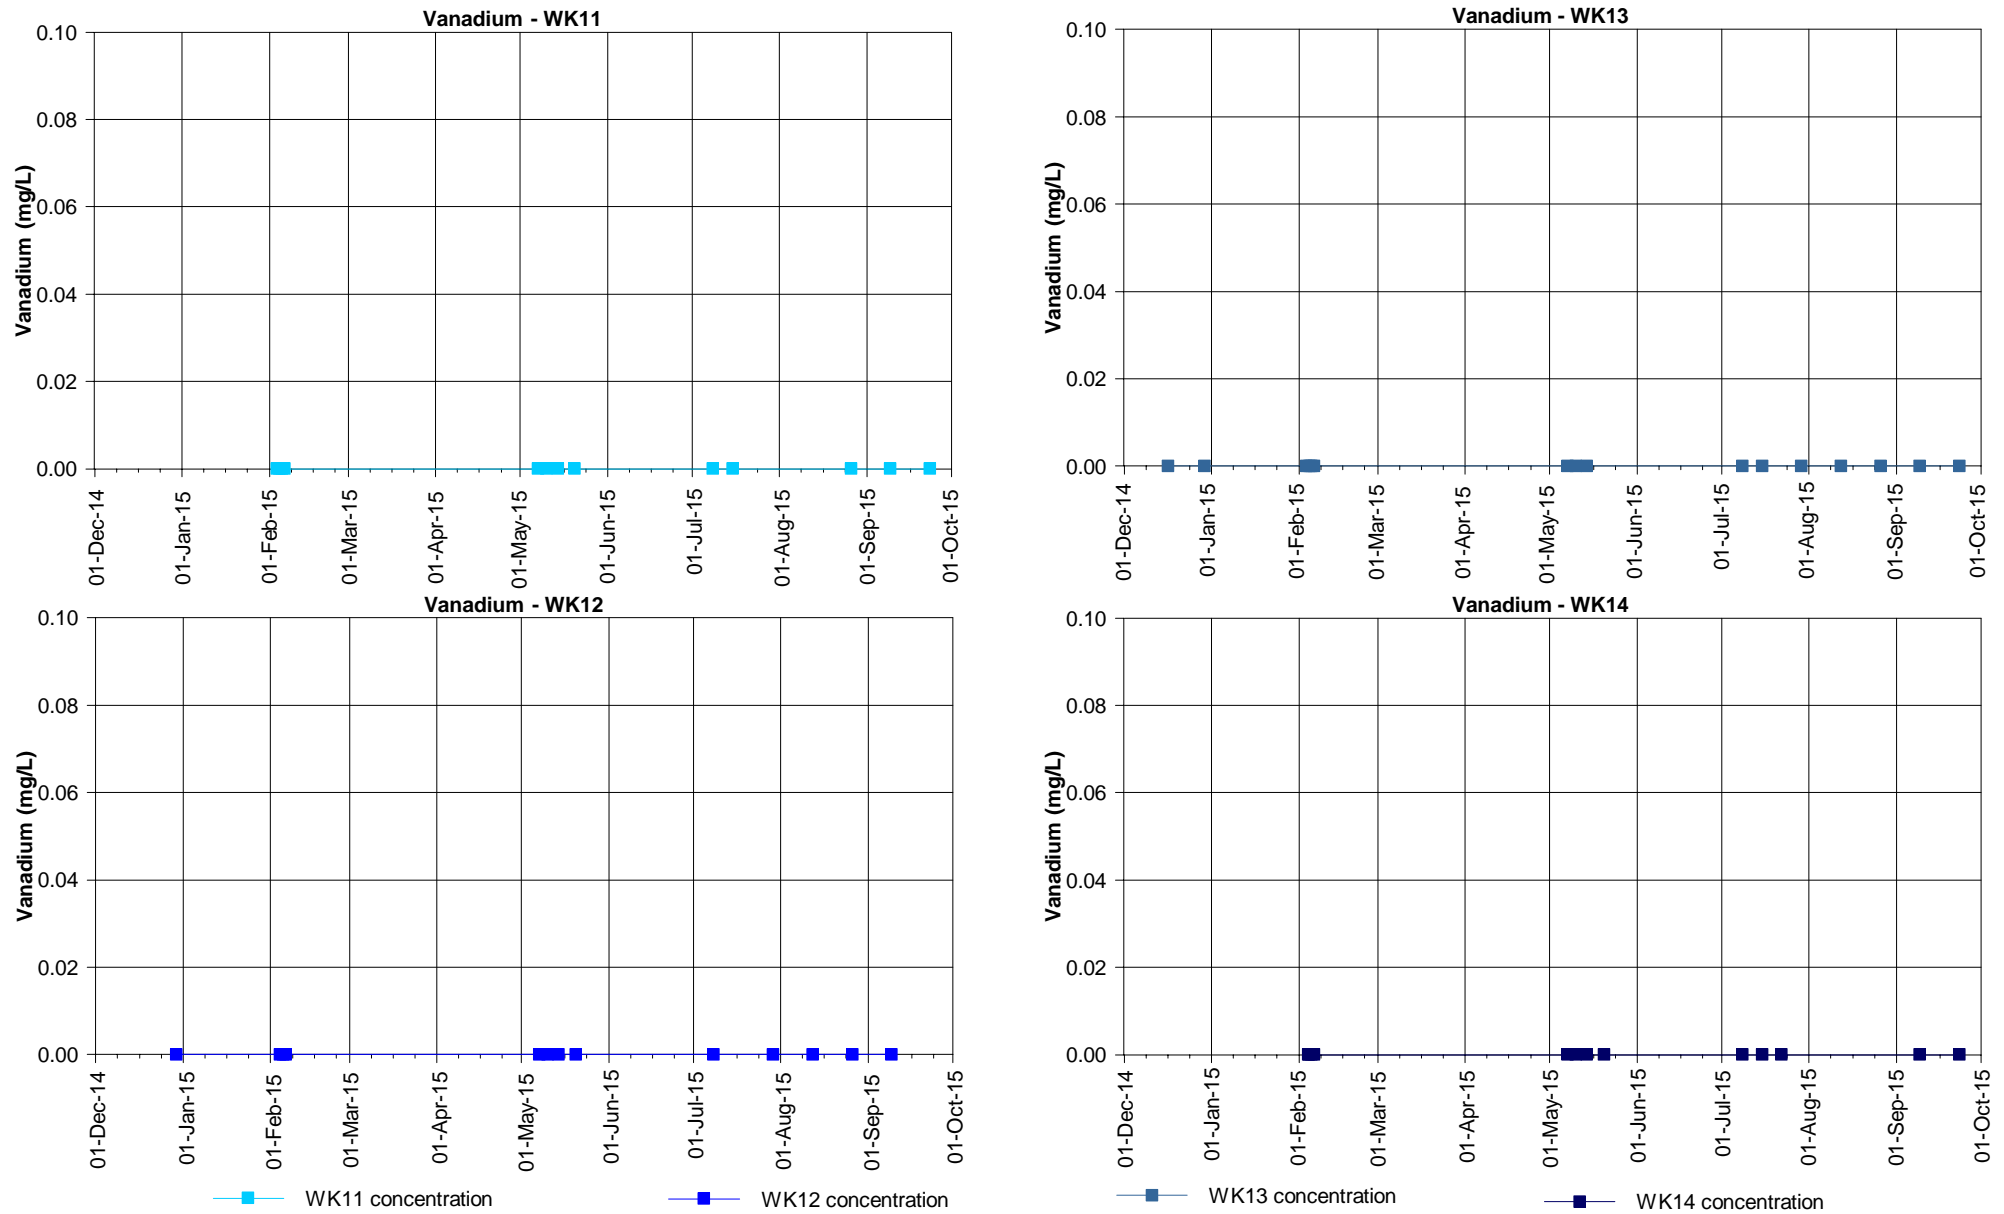 Vanadium - WK11
0.10
0.08
0.06
0.04
0.02
0.00
Vanadium (mg/L)
01-Dec-14
01-Jan-15
01-Feb-15
01-Mar-15
01-Apr-15
01-May-15
01-Jun-15
01-Jul-15
01-Aug-15
01-Sep-15
01-Oct-15
Vanadium - WK13
0.10
0.08
0.06
0.04
0.02
0.00
Vanadium (mg/L)
01-Dec-14
01-Jan-15
01-Feb-15
01-Mar-15
01-Apr-15
01-May-15
01-Jun-15
01-Jul-15
01-Aug-15
01-Sep-15
01-Oct-15
Vanadium - WK12
0.10
0.08
0.06
0.04
0.02
0.00
Vanadium (mg/L)
01-Dec-14
01-Jan-15
01-Feb-15
01-Mar-15
01-Apr-15
01-May-15
01-Jun-15
01-Jul-15
01-Aug-15
01-Sep-15
01-Oct-15
Vanadium - WK14
0.10
0.08
0.06
0.04
0.02
0.00
Vanadium (mg/L)
01-Dec-14
01-Jan-15
01-Feb-15
01-Mar-15
01-Apr-15
01-May-15
01-Jun-15
01-Jul-15
01-Aug-15
01-Sep-15
01-Oct-15
WK11 concentration
WK12 concentration
WK13 concentration
WK14 concentration